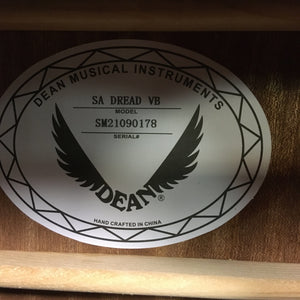 DEAN MUSICAL INSTRUMENTS
SA DREAD VB
MODEL
SM21090178
SERIAL#
DEAN®
HAND CRAFTED IN CHINA